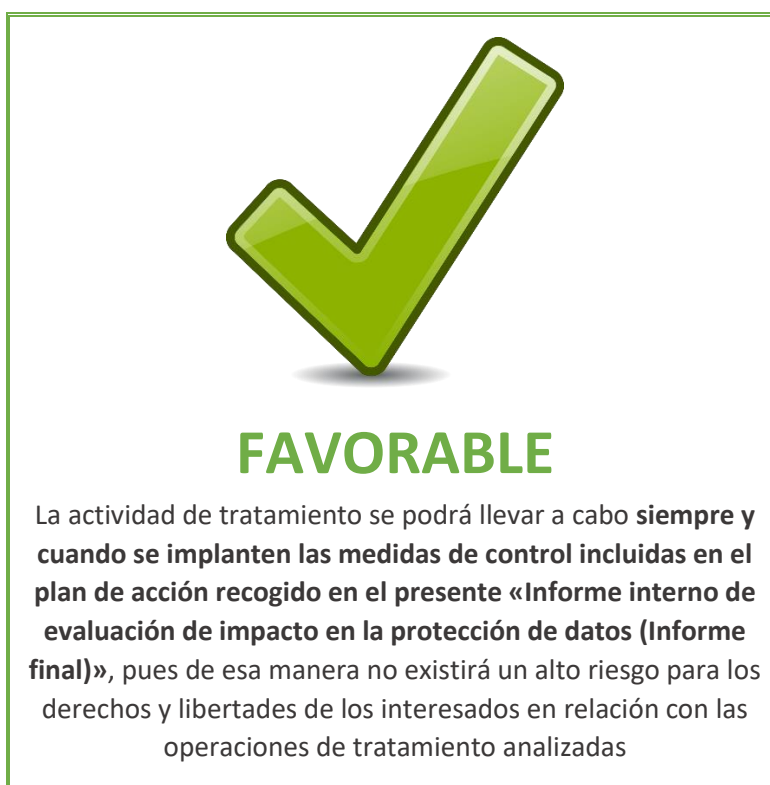 FAVORABLE
La actividad de tratamiento se podrá llevar a cabo siempre y
cuando se implanten las medidas de control incluidas en el
plan de acción recogido en el presente «Informe interno de
evaluación de impacto en la protección de datos (Informe
final)», pues de esa manera no existirá un alto riesgo para los
derechos y libertades de los interesados en relación con las
operaciones de tratamiento analizadas